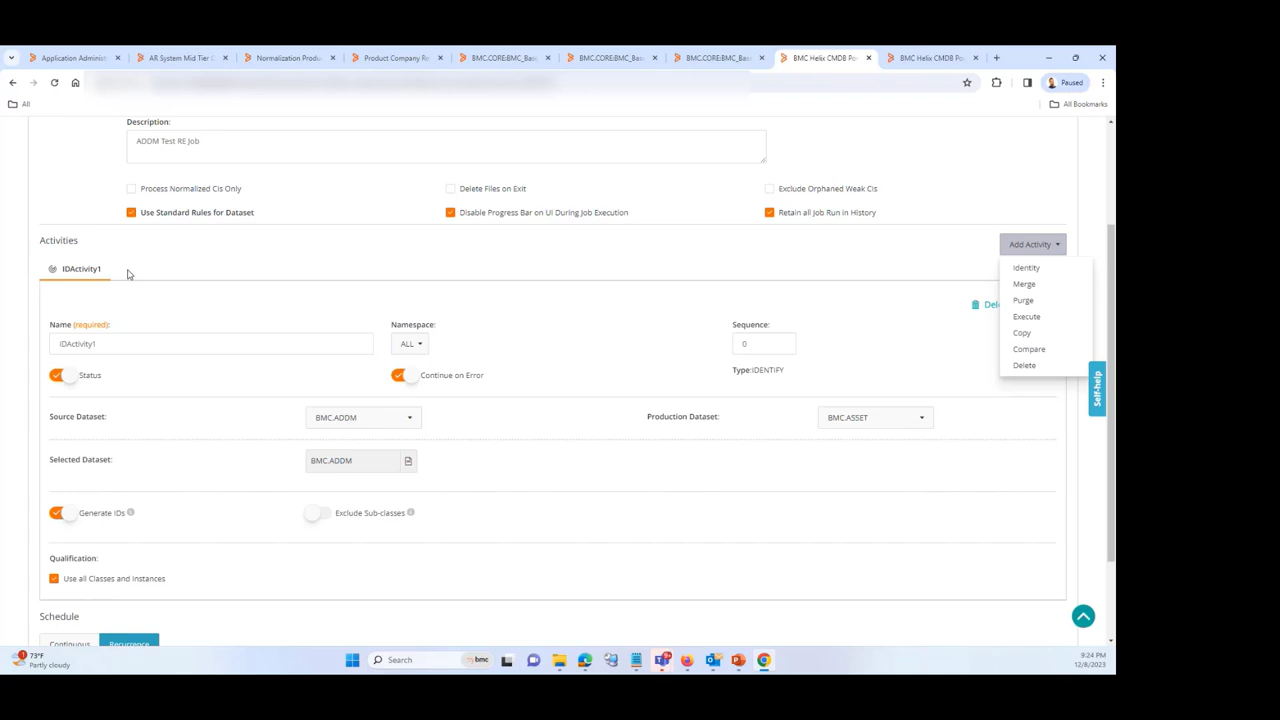 Application Administ
AR System Mid Tier C
Normalization Produ
Product Company Re
BMC.CORE:BMC_Base
BMC.CORE:BMC_Bas
BMC.CORE:BMC_Bas
BMC Helix CMDB Por
BMC Helix CMDB Po
Paused
All
All Bookmarks
Description:
ADDM Test RE Job
Process Normalized CIs Only
Delete Files on Exit
Exclude Orphaned Weak CIs
Use Standard Rules for Dataset
Disable Progress Bar on UI During Job Execution
Retain all Job Run in History
Activities
Add Activity
IDActivity1
Identity
Merge
Purge
Execute
Copy
Compare
Delete
Dele
Name (required):
Namespace:
Sequence:
IDActivity1
ALL
0
Status
Continue on Error
Type:IDENTIFY
Self-help
Source Dataset:
BMC.ADDM
Production Dataset:
BMC.ASSET
Selected Dataset:
BMC.ADDM
Generate IDs
Exclude Sub-classes
Qualification:
Use all Classes and Instances
Schedule
Continuous
Recurrence
1
73°F
Partly cloudy
Search
bmc
9+
9:24 PM
12/8/2023